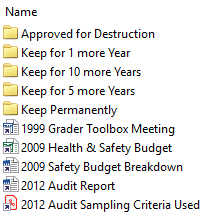 Name
Approved for Destruction
Keep for 1 more Year
Keep for 10 more Years
Keep for 5 more Years
Keep Permanently
1999 Grader Toolbox Meeting
2009 Health & Safety Budget
2009 Safety Budget Breakdown
2012 Audit Report
2012 Audit Sampling Criteria Used